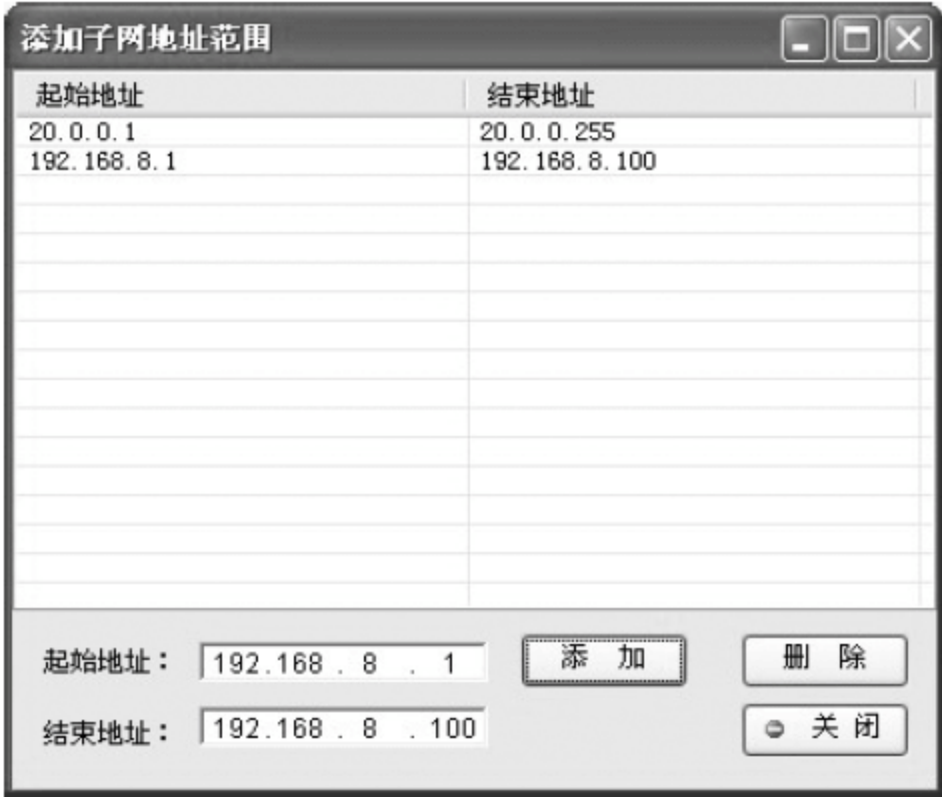 添加子网地址范围
起始地址 结束地址
20.0.0.1 20.0.0.255
192.168.8.1 192.168.8.100
起始地址： 192.168 . 8 . 1 添 加 删 除
结束地址： 192.168 . 8 . 100 关 闭